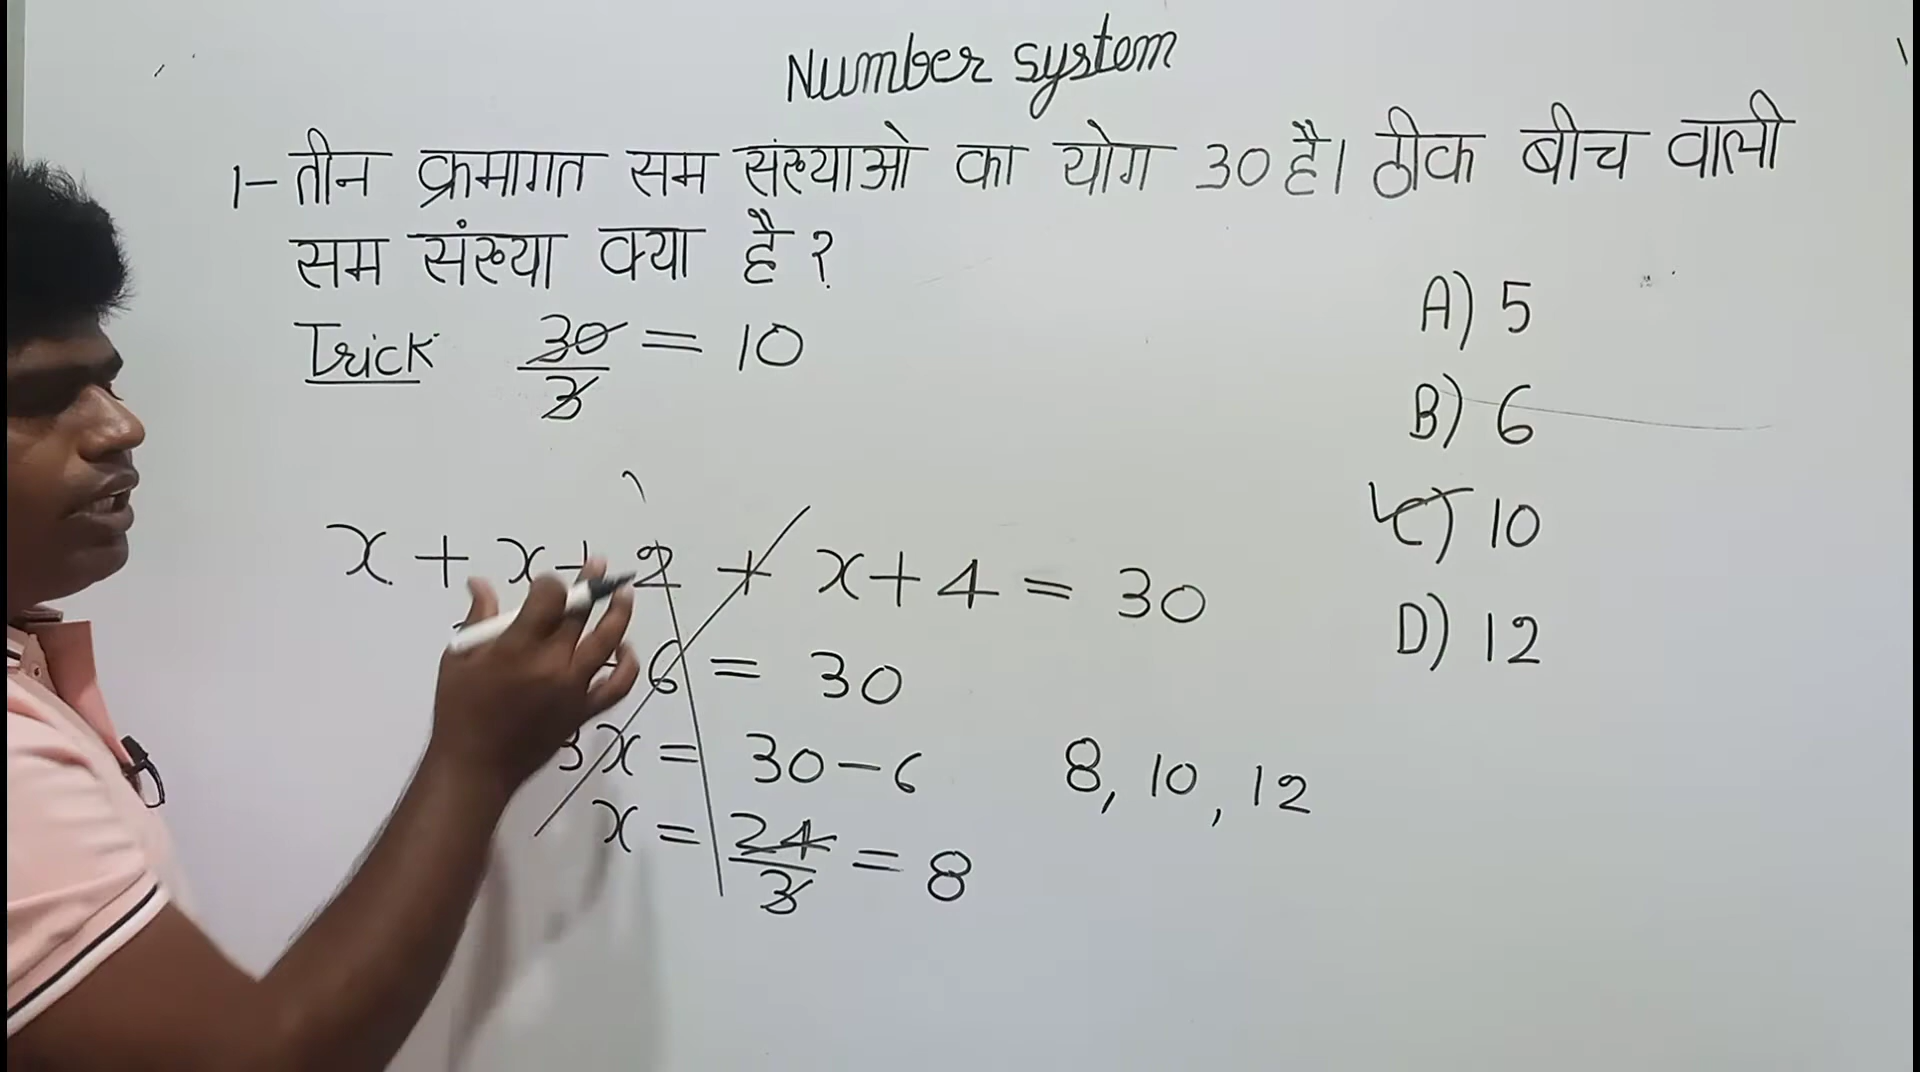 Number system
1- तीन क्रमागत सम संख्याओ का योग 30 है। ठीक बीच वाली
सम संख्या क्या है?
Trick 30/3 = 10
A) 5
B) 6
C) 10
D) 12
x + x + 2 + x + 4 = 30
6 = 30
3x = 30 - 6
x = 24/3 = 8
8, 10, 12